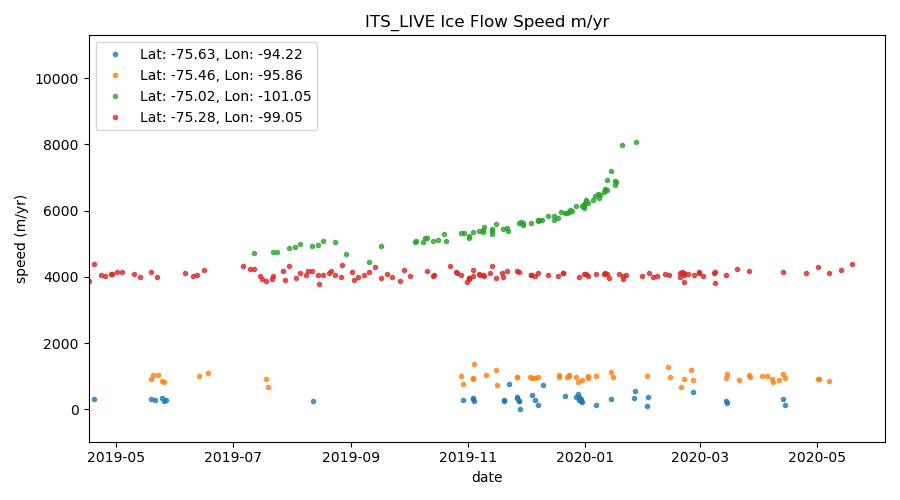 ITS_LIVE Ice Flow Speed m/yr
Lat: -75.63, Lon: -94.22
Lat: -75.46, Lon: -95.86
Lat: -75.02, Lon: -101.05
Lat: -75.28, Lon: -99.05
10000
8000
6000
4000
2000
0
speed (m/yr)
2019-05 2019-07 2019-09 2019-11 2020-01 2020-03 2020-05
date